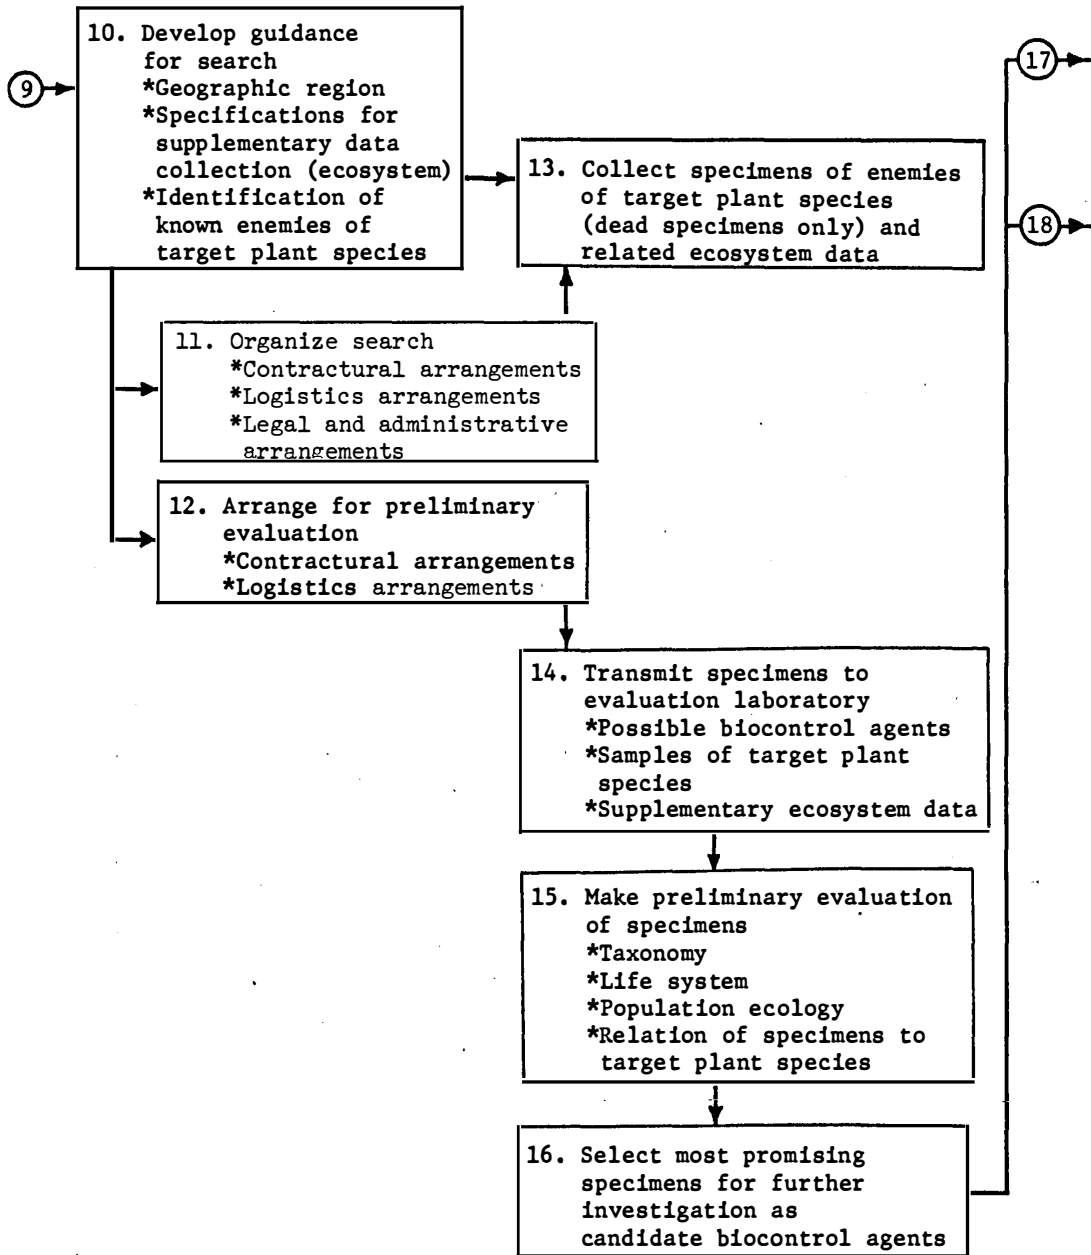 9
10. Develop guidance
for search
*Geographic region
*Specifications for
supplementary data
collection (ecosystem)
*Identification of
known enemies of
target plant species
11. Organize search
*Contractural arrangements
*Logistics arrangements
*Legal and administrative
arrangements
12. Arrange for preliminary
evaluation
*Contractural arrangements
*Logistics arrangements
13. Collect specimens of enemies
of target plant species
(dead specimens only) and
related ecosystem data
14. Transmit specimens to
evaluation laboratory
*Possible biocontrol agents
*Samples of target plant
species
*Supplementary ecosystem data
15. Make preliminary evaluation
of specimens
*Taxonomy
*Life system
*Population ecology
*Relation of specimens to
target plant species
16. Select most promising
specimens for further
investigation as
candidate biocontrol agents
17
18